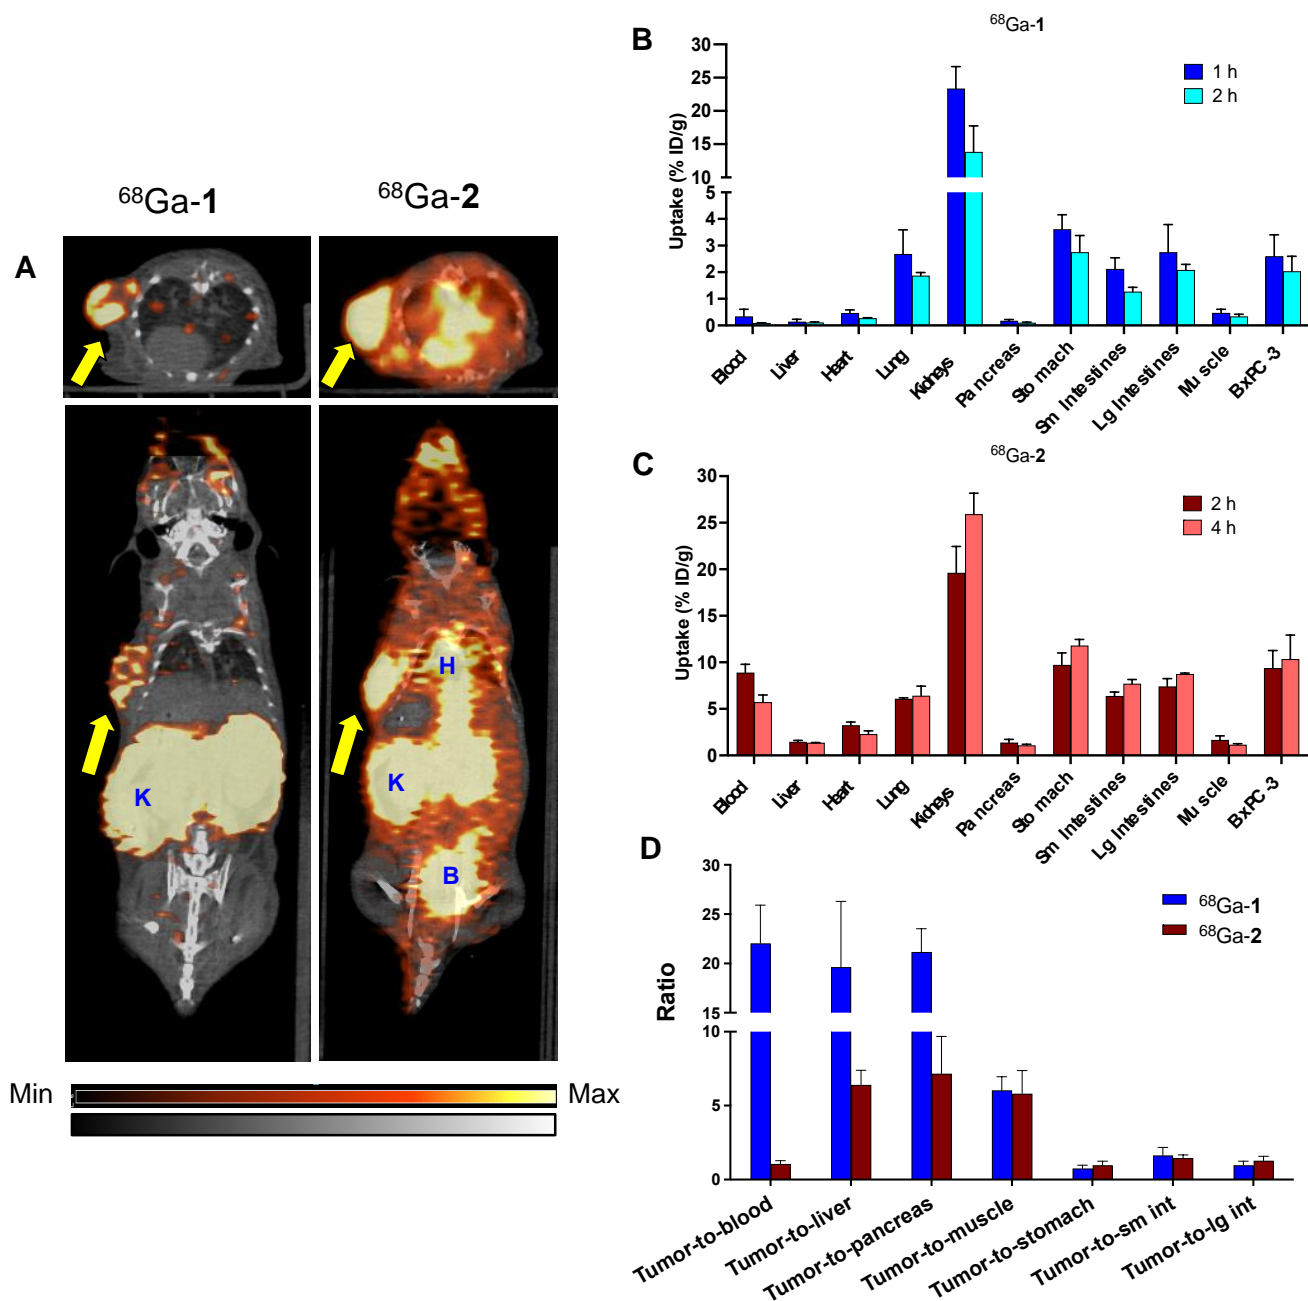 A
⁶⁸Ga-1
⁶⁸Ga-2
K
H
K
B
Min
Max
B
⁶⁸Ga-1
Uptake (% ID/g)
30
25
20
15
10
5
4
3
2
1
0
1 h
2 h
Blood
Liver
Heart
Lung
Kidneys
Pancreas
Stomach
Sm Intestines
Lg Intestines
Muscle
BxPC-3
C
⁶⁸Ga-2
Uptake (% ID/g)
30
25
20
15
10
5
0
2 h
4 h
Blood
Liver
Heart
Lung
Kidneys
Pancreas
Stomach
Sm Intestines
Lg Intestines
Muscle
BxPC-3
D
Ratio
30
25
20
15
10
5
0
⁶⁸Ga-1
⁶⁸Ga-2
Tumor-to-blood
Tumor-to-liver
Tumor-to-pancreas
Tumor-to-muscle
Tumor-to-stomach
Tumor-to-sm int
Tumor-to-lg int